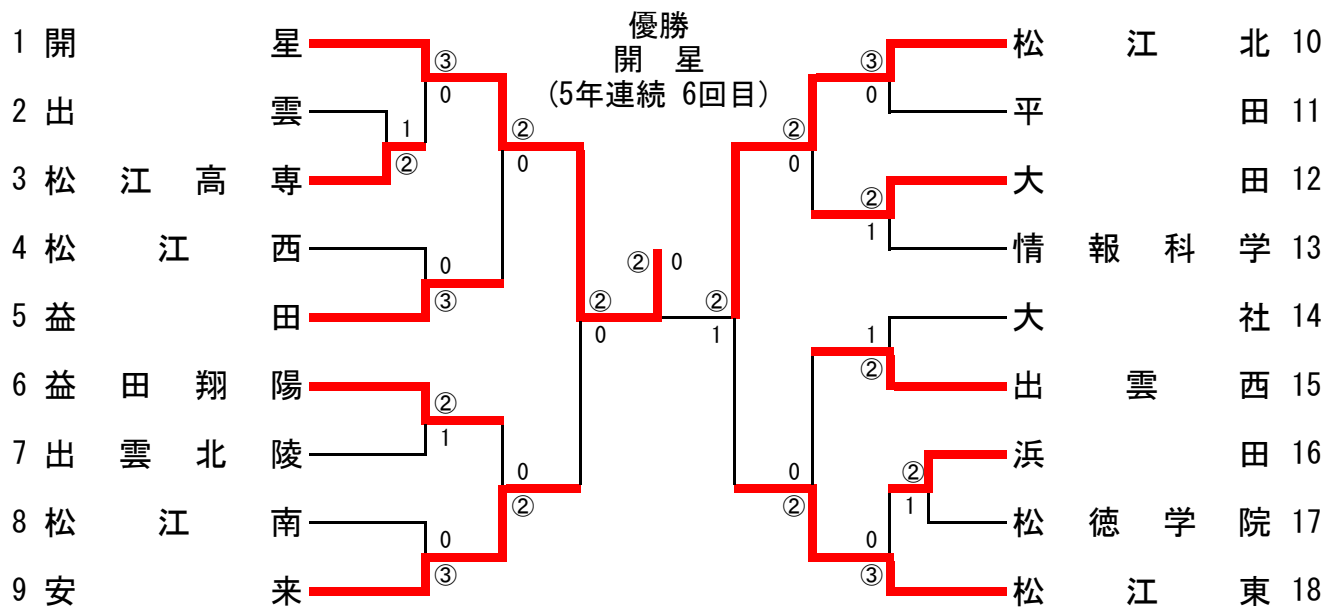 優勝
開 星
(5年連続 6回目)
1 開星
2 出雲
3 松江高専
4 松江西
5 益田
6 益田翔陽
7 出雲北陵
8 松江南
9 安来
③
0
1
②
0
③
②
1
0
③
②
0
0
②
②
0
② 0
②
1
②
0
0
②
③
0
②
1
1
②
②
1
0
③
松江北 10
平田 11
大田 12
情報科学 13
大社 14
出雲西 15
浜田 16
松徳学院 17
松江東 18